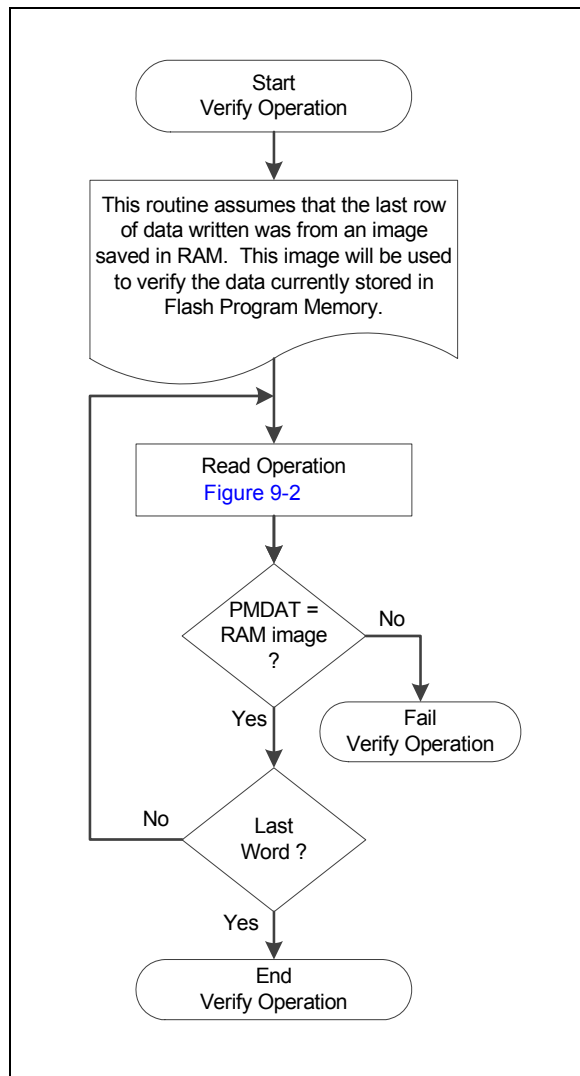 Start
Verify Operation
This routine assumes that the last row
of data written was from an image
saved in RAM. This image will be used
to verify the data currently stored in
Flash Program Memory.
Read Operation
Figure 9-2
PMDAT =
RAM image
?
No
Yes
Fail
Verify Operation
No
Last
Word ?
Yes
End
Verify Operation